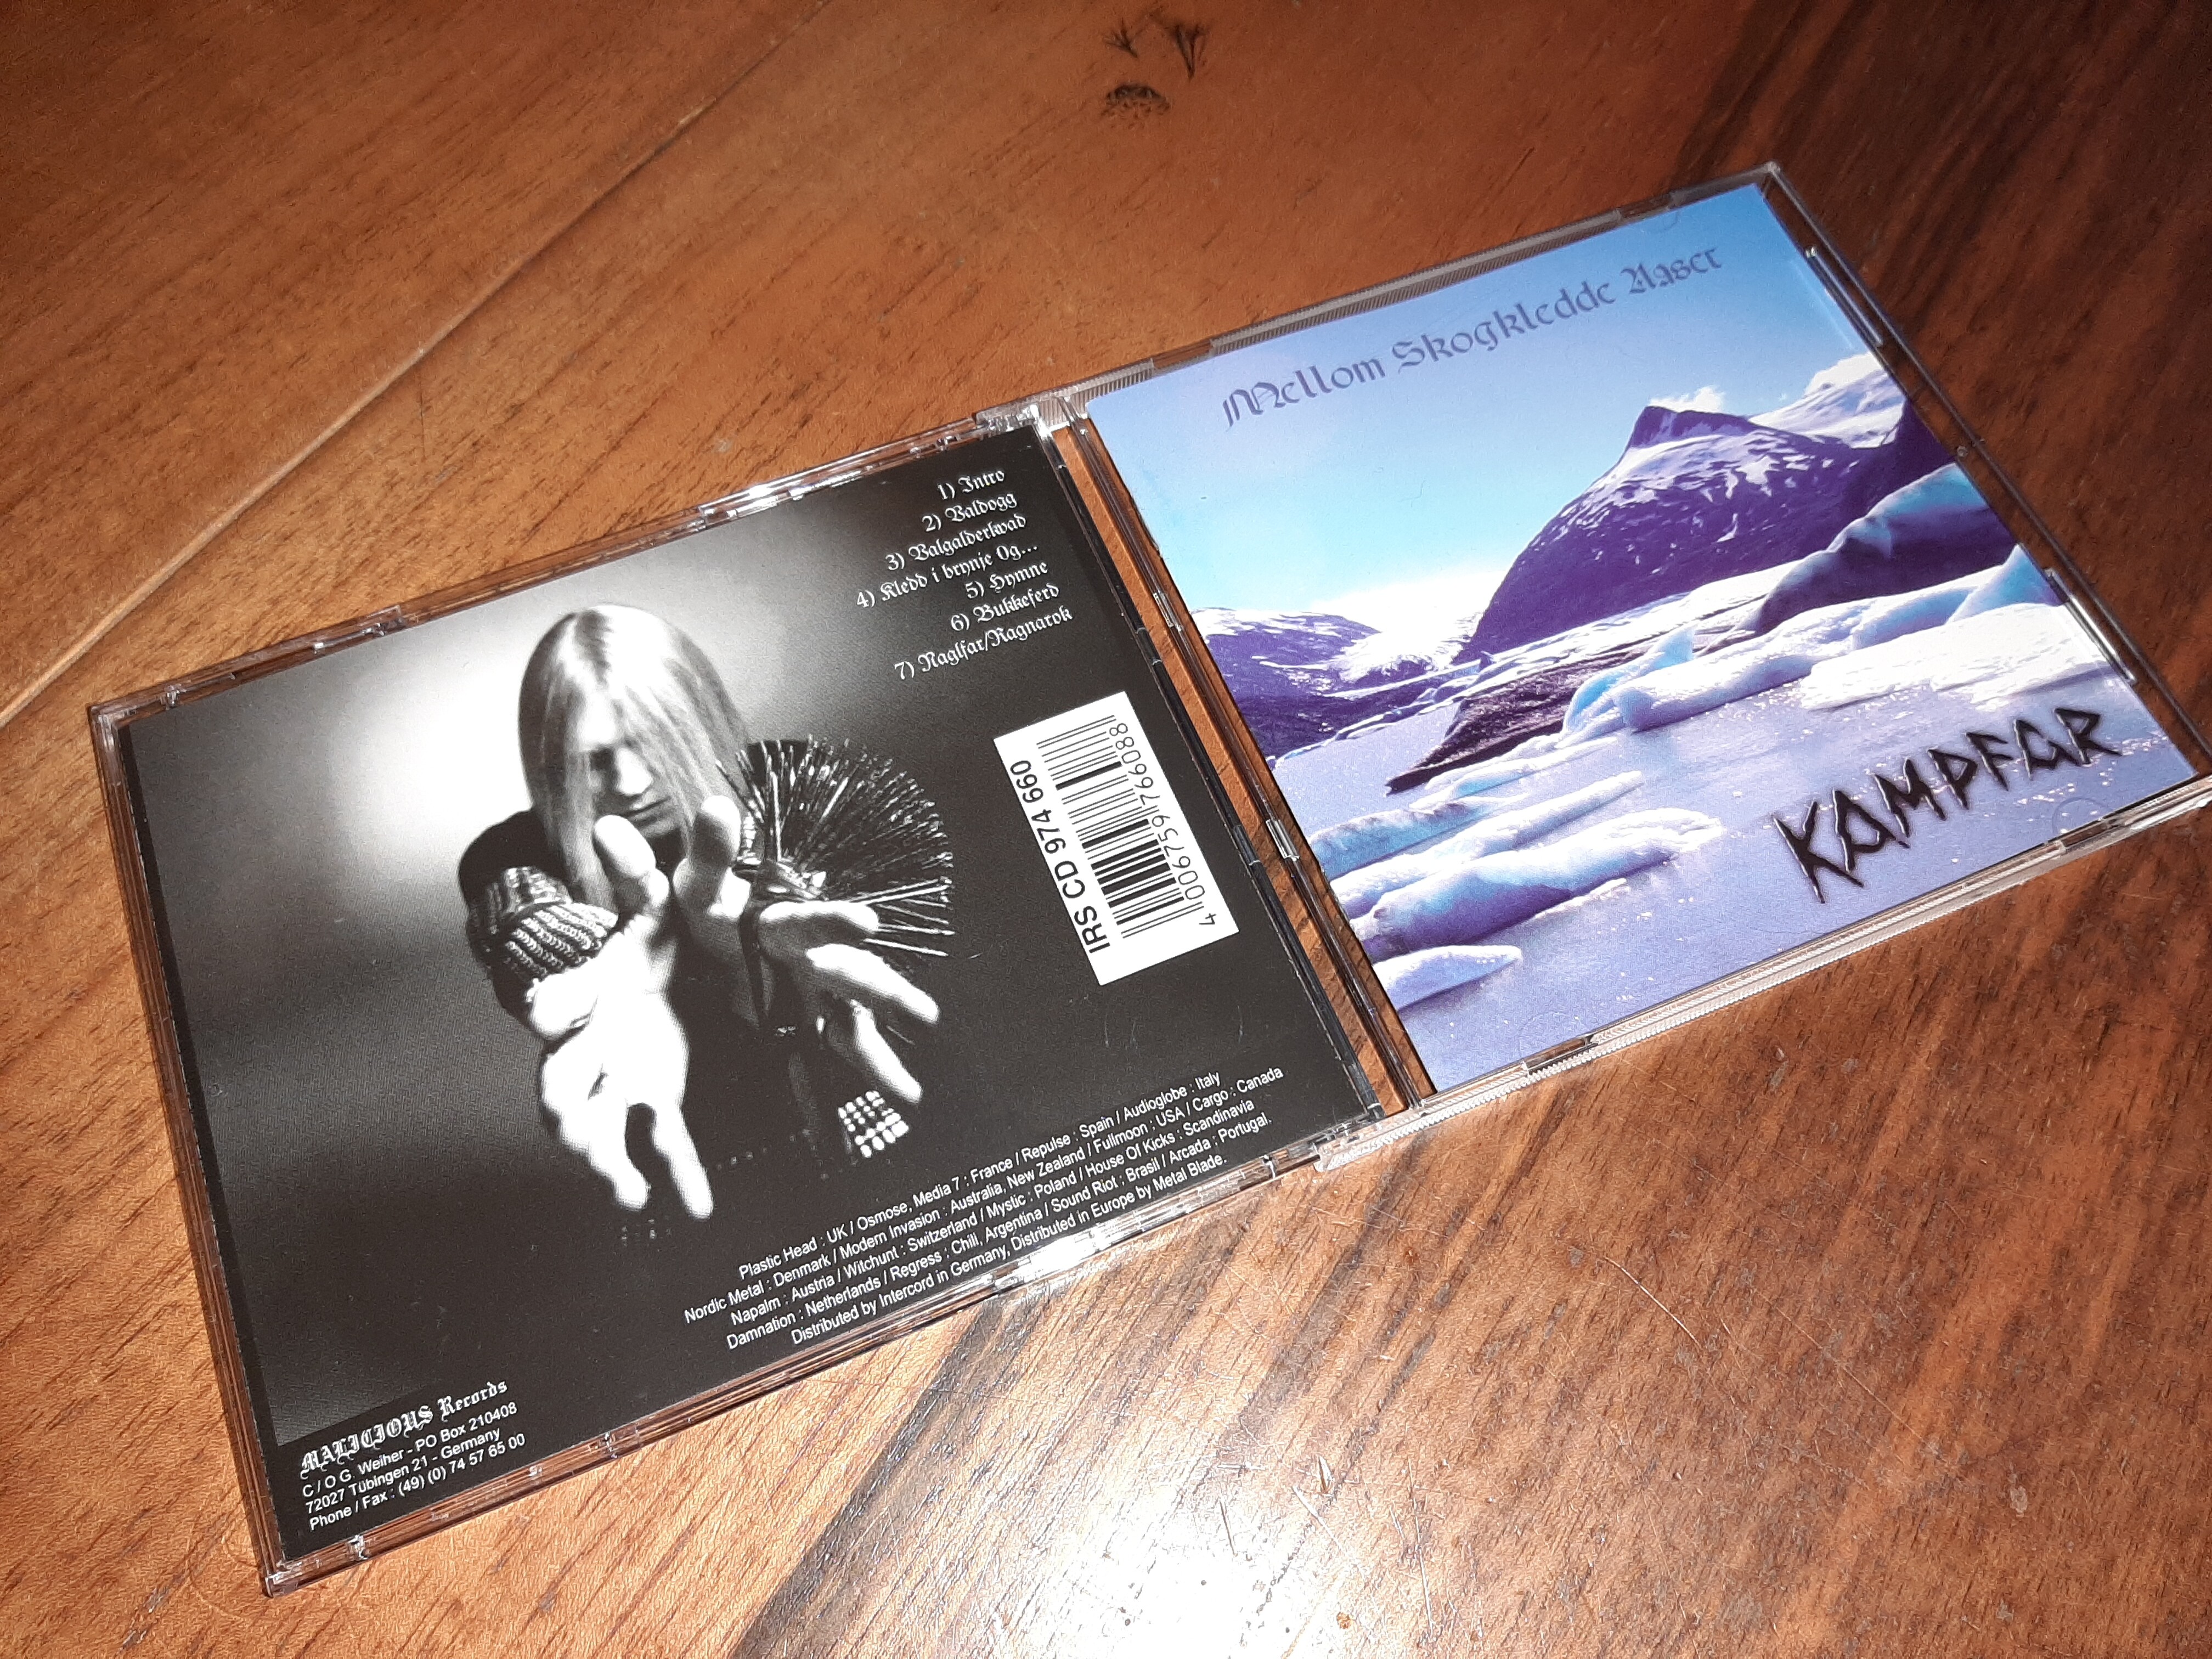 Mellom Skogkledde Aaser
KAMPFAR
1) Intro
2) Valdogg
3) Valgalderkvad
4) Kledd i brynje Og...
5) Hymne
6) Bukkeferd
7) Naglfar/Ragnarok
IRS CD 974 660
4 006759 766088
Plastic Head : UK / Osmose, Media 7 : France / Repulse : Spain / Audioglobe : Italy
Nordic Metal : Denmark / Modern Invasion : Australia, New Zealand / Fullmoon : USA / Cargo : Canada
Napalm : Austria / Witchunt : Switzerland / Mystic : Poland / House Of Kicks : Scandinavia
Damnation : Netherlands / Regress : Chili, Argentina / Sound Riot : Brasil / Arcada : Portugal.
Distributed by Intercord in Germany, Distributed in Europe by Metal Blade.
MALICIOUS Records
C / O G. Weiher - PO Box 210408
72027 Tübingen 21 - Germany
Phone / Fax : (49) (0) 74 57 65 00